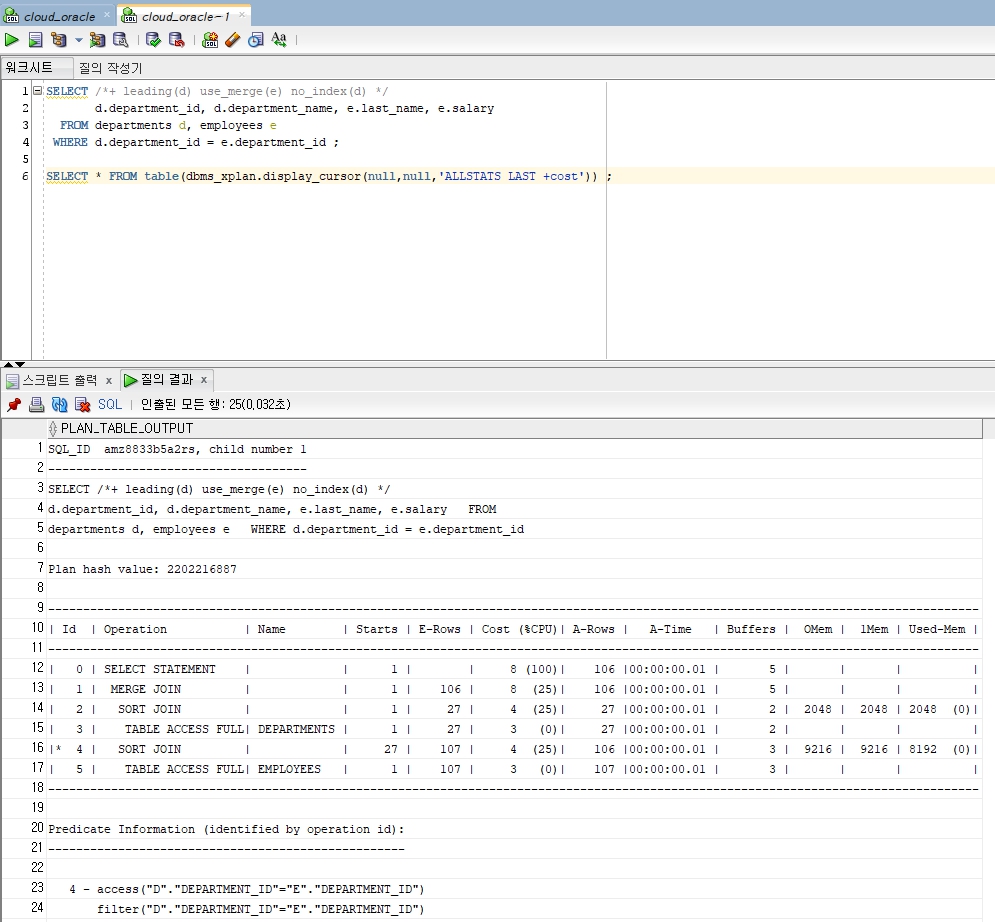 cloud_oracle × cloud_oracle~1 ×
워크시트 질의 작성기
1 SELECT /*+ leading(d) use_merge(e) no_index(d) */
2 d.department_id, d.department_name, e.last_name, e.salary
3 FROM departments d, employees e
4 WHERE d.department_id = e.department_id ;
5
6 SELECT * FROM table(dbms_xplan.display_cursor(null,null,'ALLSTATS LAST +cost')) ;
스크립트 출력 x 질의 결과 x
SQL | 인출된 모든 행: 25(0,032초)
PLAN_TABLE_OUTPUT
1 SQL_ID  amz8833b5a2rs, child number 1
2 -------------------------------------
3 SELECT /*+ leading(d) use_merge(e) no_index(d) */
4 d.department_id, d.department_name, e.last_name, e.salary   FROM
5 departments d, employees e   WHERE d.department_id = e.department_id
6
7 Plan hash value: 2202216887
8
9 -------------------------------------------------------------------------------------------------------------------------------------
10 | Id  | Operation           | Name        | Starts | E-Rows | Cost (%CPU)| A-Rows |   A-Time   | Buffers |  OMem |  1Mem | Used-Mem |
11 -------------------------------------------------------------------------------------------------------------------------------------
12 |   0 | SELECT STATEMENT    |             |      1 |        |     8 (100)|    106 |00:00:00.01 |       5 |       |       |          |
13 |   1 |  MERGE JOIN         |             |      1 |    106 |     8  (25)|    106 |00:00:00.01 |       5 |       |       |          |
14 |   2 |   SORT JOIN         |             |      1 |     27 |     4  (25)|     27 |00:00:00.01 |       2 |  2048 |  2048 | 2048  (0)|
15 |   3 |    TABLE ACCESS FULL| DEPARTMENTS |      1 |     27 |     3   (0)|     27 |00:00:00.01 |       2 |       |       |          |
16 |*  4 |   SORT JOIN         |             |     27 |    107 |     4  (25)|    106 |00:00:00.01 |       3 |  9216 |  9216 | 8192  (0)|
17 |   5 |    TABLE ACCESS FULL| EMPLOYEES   |      1 |    107 |     3   (0)|    107 |00:00:00.01 |       3 |       |       |          |
18 -------------------------------------------------------------------------------------------------------------------------------------
19
20 Predicate Information (identified by operation id):
21 ---------------------------------------------------
22
23    4 - access("D"."DEPARTMENT_ID"="E"."DEPARTMENT_ID")
24        filter("D"."DEPARTMENT_ID"="E"."DEPARTMENT_ID")